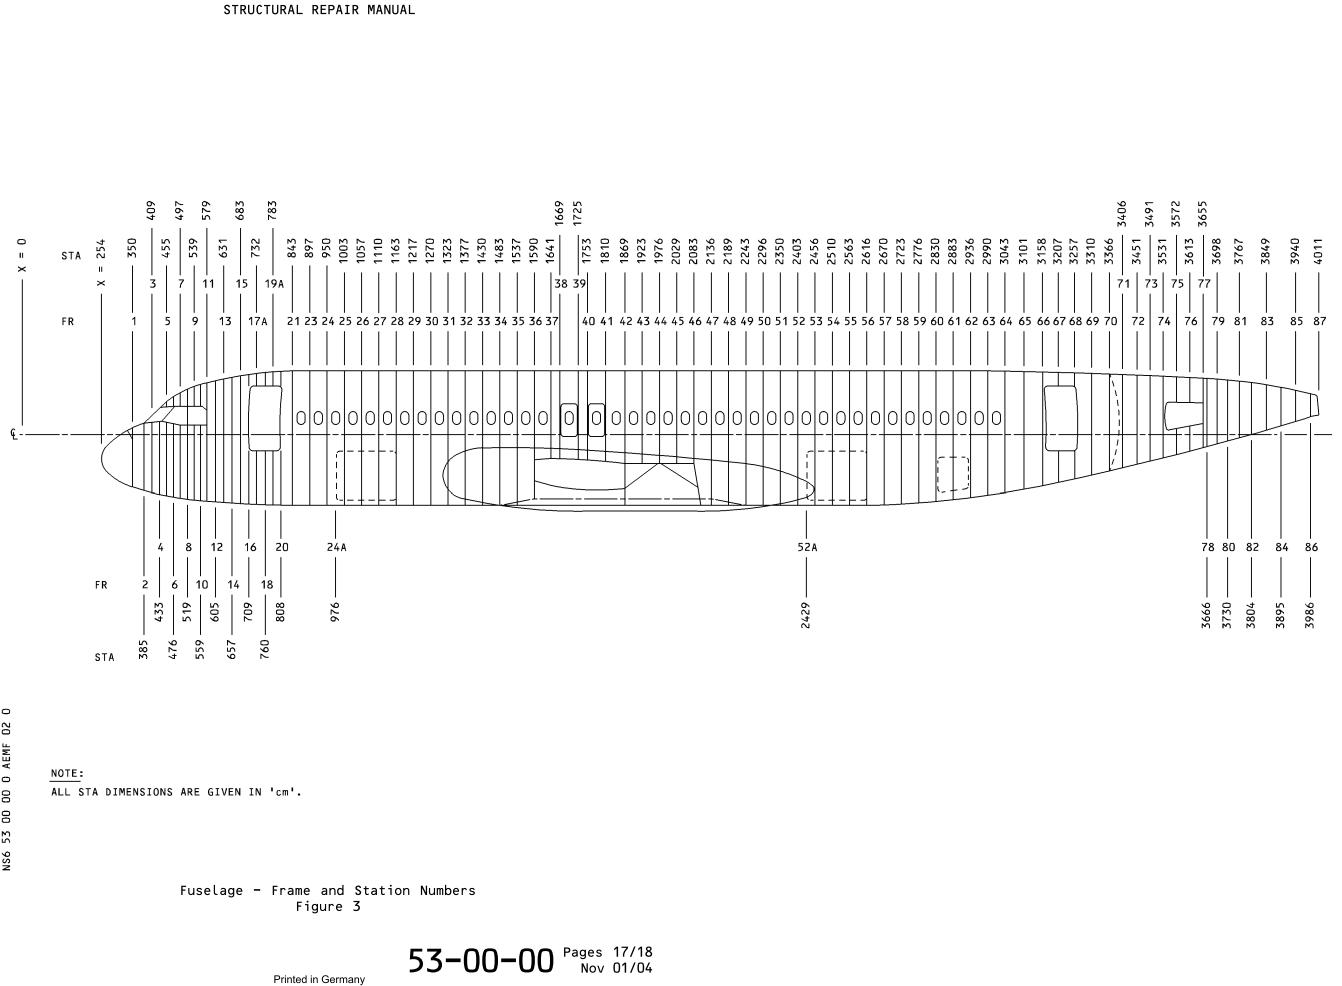 STRUCTURAL REPAIR MANUAL
409 497 579 683 783 1669 1725 3406 3491 3572 3655
X = 0 STA X = 254 350 455 539 631 732 843 897 950 1003 1057 1110 1163 1217 1270 1323 1377 1430 1483 1537 1590 1641 1753 1810 1869 1923 1976 2029 2083 2136 2189 2243 2296 2350 2403 2456 2510 2563 2616 2670 2723 2776 2830 2883 2936 2990 3043 3101 3158 3207 3257 3310 3366 3451 3531 3613 3698 3767 3849 3940 4011
3 7 11 15 19A 38 39 71 73 75 77
FR 1 5 9 13 17A 21 23 24 25 26 27 28 29 30 31 32 33 34 35 36 37 40 41 42 43 44 45 46 47 48 49 50 51 52 53 54 55 56 57 58 59 60 61 62 63 64 65 66 67 68 69 70 72 74 76 79 81 83 85 87
4 8 12 16 20 24A 52A 78 80 82 84 86
FR 2 6 10 14 18
433 519 605 709 808 976 2429 3666 3730 3804 3895 3986
STA 385 476 559 657 760
NS6 53 00 00 0 AEMF 02 0
NOTE:
ALL STA DIMENSIONS ARE GIVEN IN 'cm'.
Fuselage - Frame and Station Numbers
Figure 3
53-00-00 Pages 17/18
Nov 01/04
Printed in Germany